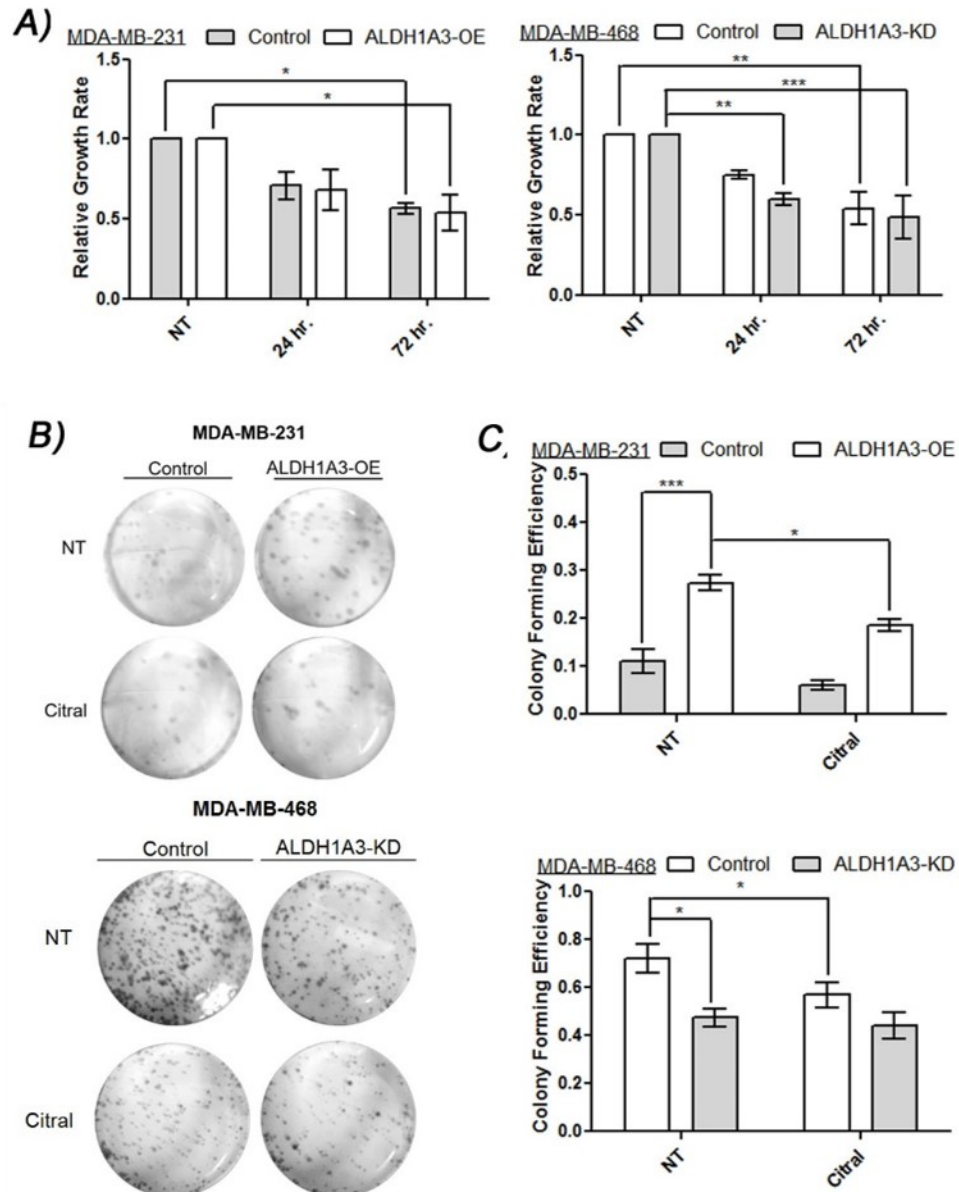 A)
MDA-MB-231 Control ALDH1A3-OE
Relative Growth Rate
1.5
1.0
0.5
0.0
*
*
NT
24 hr.
72 hr.
MDA-MB-468 Control ALDH1A3-KD
Relative Growth Rate
1.5
1.0
0.5
0.0
**
***
**
NT
24 hr.
72 hr.
B)
MDA-MB-231
Control ALDH1A3-OE
NT
Citral
MDA-MB-468
Control ALDH1A3-KD
NT
Citral
C
MDA-MB-231 Control ALDH1A3-OE
Colony Forming Efficiency
0.5
0.4
0.3
0.2
0.1
0.0
***
*
NT
Citral
MDA-MB-468 Control ALDH1A3-KD
Colony Forming Efficiency
1.0
0.8
0.6
0.4
0.2
0.0
*
*
NT
Citral